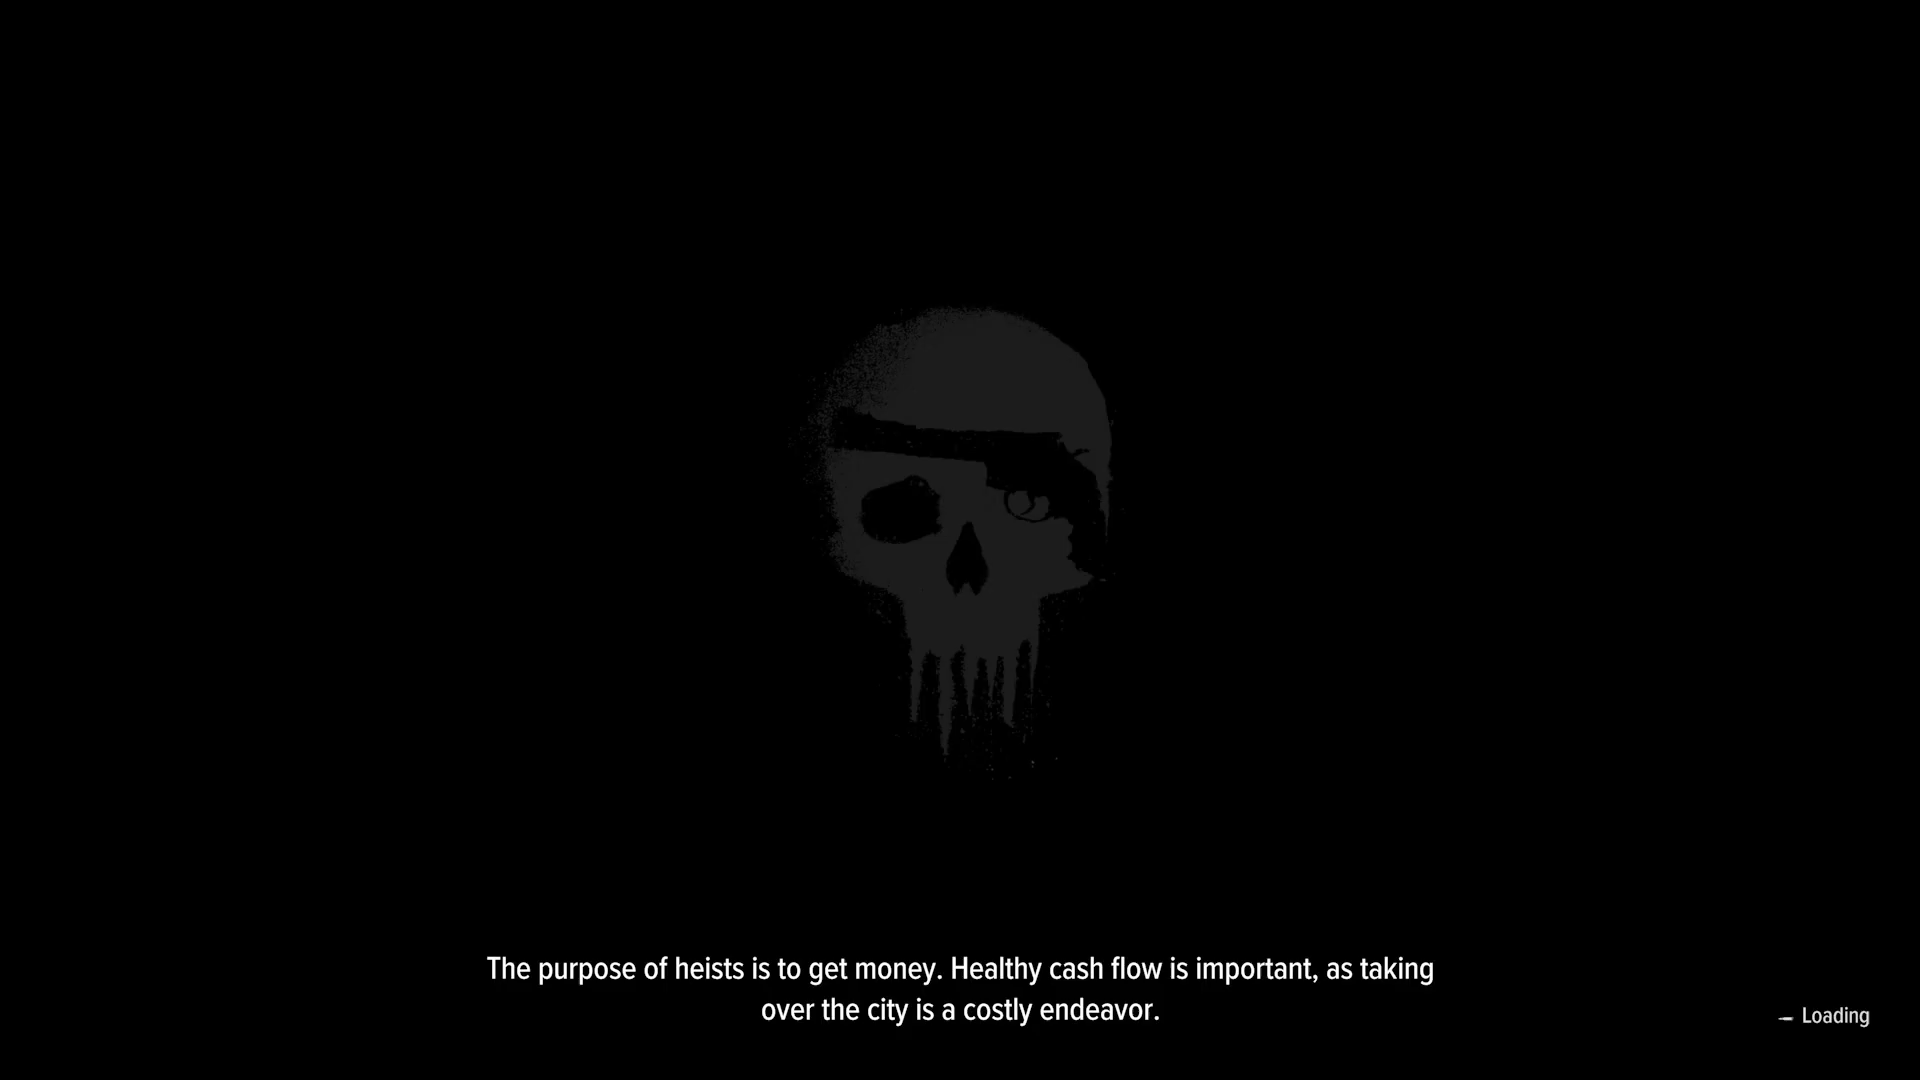 The purpose of heists is to get money. Healthy cash flow is important, as taking
over the city is a costly endeavor.
Loading